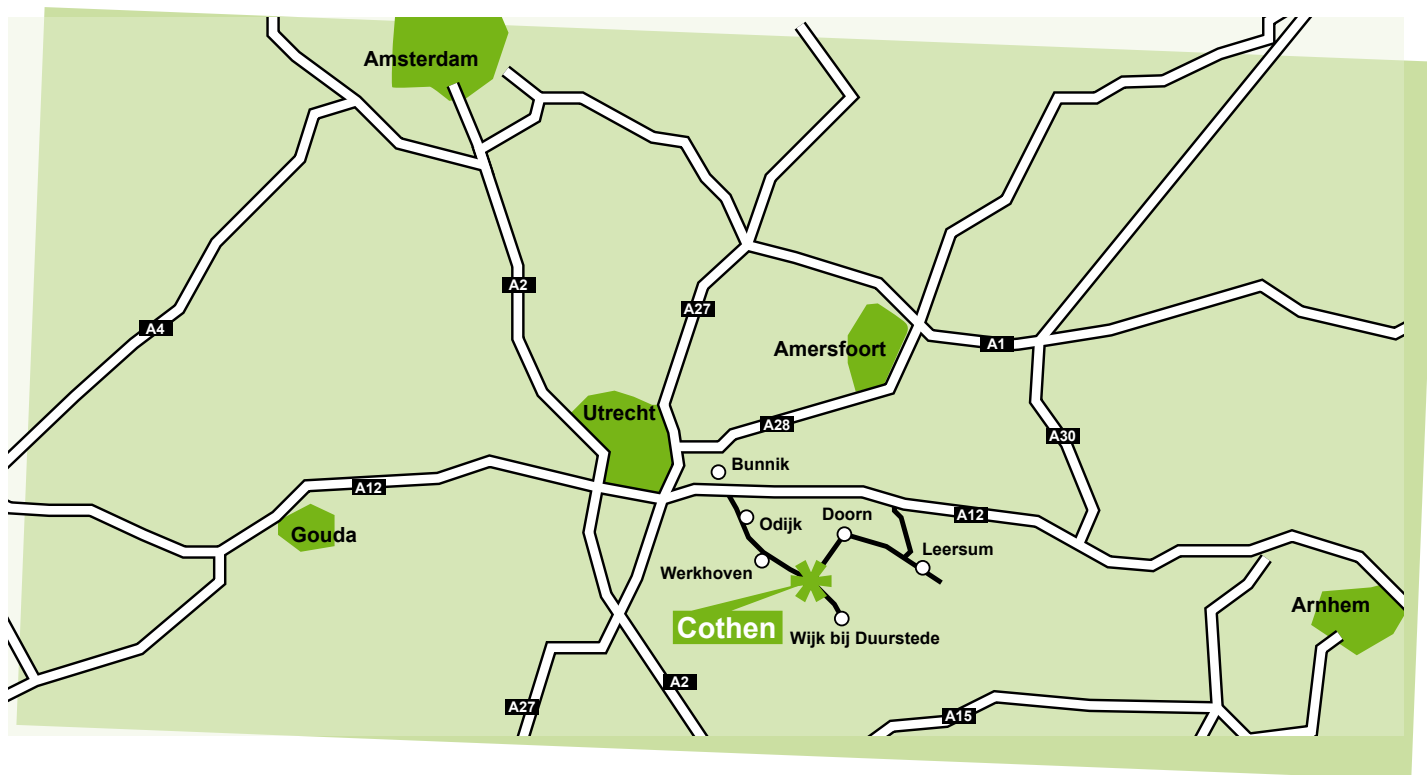 Amsterdam
A2
A27
A4
A1
Amersfoort
Utrecht
A28
A30
Bunnik
A12
A12
Doorn
Odijk
Gouda
Leersum
Werkhoven
Arnhem
Cothen
Wijk bij Duurstede
A2
A27
A15